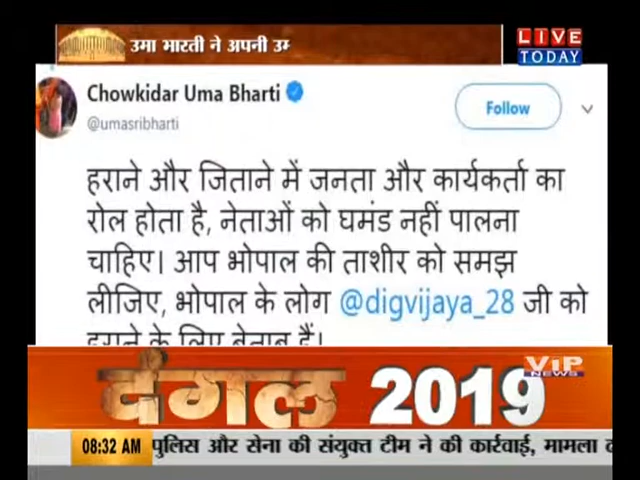 उमा भारती ने अपनी उम
LIVE
TODAY
Chowkidar Uma Bharti
@umasribharti
Follow
हराने और जिताने में जनता और कार्यकर्ता का
रोल होता है, नेताओं को घमंड नहीं पालना
चाहिए। आप भोपाल की ताशीर को समझ
लीजिए, भोपाल के लोग @digvijaya_28 जी को
हराने के लिए बेताब हैं।
दंगल 2019
VIP
NEWS
08:32 AM पुलिस और सेना की संयुक्त टीम ने की कार्रवाई, मामला